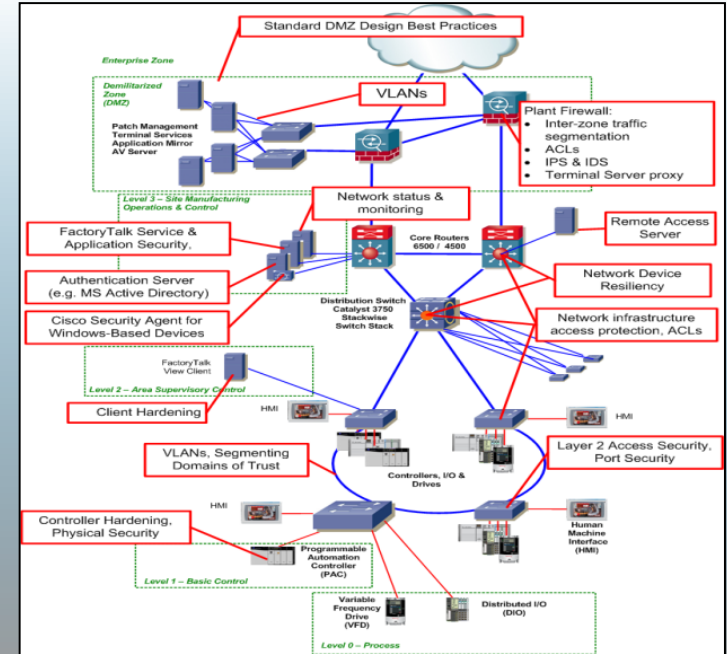 Standard DMZ Design Best Practices
Enterprise Zone
Demilitarized
Zone
(DMZ)
VLANs
Patch Management
Terminal Services
Application Mirror
AV Server
Plant Firewall:
• Inter-zone traffic
segmentation
• ACLs
• IPS & IDS
• Terminal Server proxy
Level 3 – Site Manufacturing
Operations & Control
Network status &
monitoring
FactoryTalk Service &
Application Security,
Core Routers
6500 / 4500
Remote Access
Server
Authentication Server
(e.g. MS Active Directory)
Network Device
Resiliency
Distribution Switch
Catalyst 3750
Stackwise
Switch Stack
Cisco Security Agent for
Windows-Based Devices
Network infrastructure
access protection, ACLs
FactoryTalk
View Client
Level 2 – Area Supervisory Control
Client Hardening
HMI
HMI
VLANs, Segmenting
Domains of Trust
Layer 2 Access Security,
Port Security
Controllers, I/O &
Drives
HMI
Controller Hardening,
Physical Security
Human
Machine
Interface
(HMI)
Programmable
Automation
Controller
(PAC)
Level 1 – Basic Control
Variable
Frequency
Drive
(VFD)
Distributed I/O
(DIO)
Level 0 – Process